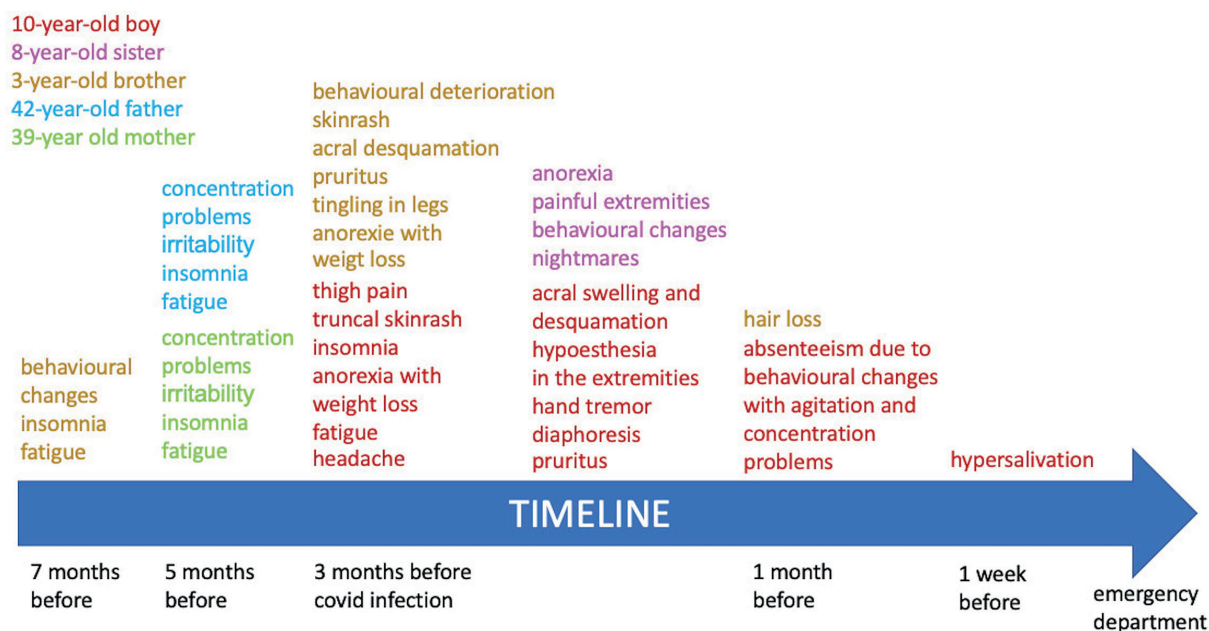 10-year-old boy
8-year-old sister
3-year-old brother
42-year-old father
39-year old mother
behavioural
changes
insomnia
fatigue
concentration
problems
irritability
insomnia
fatigue
concentration
problems
irritability
insomnia
fatigue
behavioural deterioration
skinrash
acral desquamation
pruritus
tingling in legs
anorexie with
weigt loss
thigh pain
truncal skinrash
insomnia
anorexia with
weight loss
fatigue
headache
anorexia
painful extremities
behavioural changes
nightmares
acral swelling and
desquamation
hypoesthesia
in the extremities
hand tremor
diaphoresis
pruritus
hair loss
absenteeism due to
behavioural changes
with agitation and
concentration
problems
hypersalivation
TIMELINE
7 months
before
5 months
before
3 months before
covid infection
1 month
before
1 week
before
emergency
department